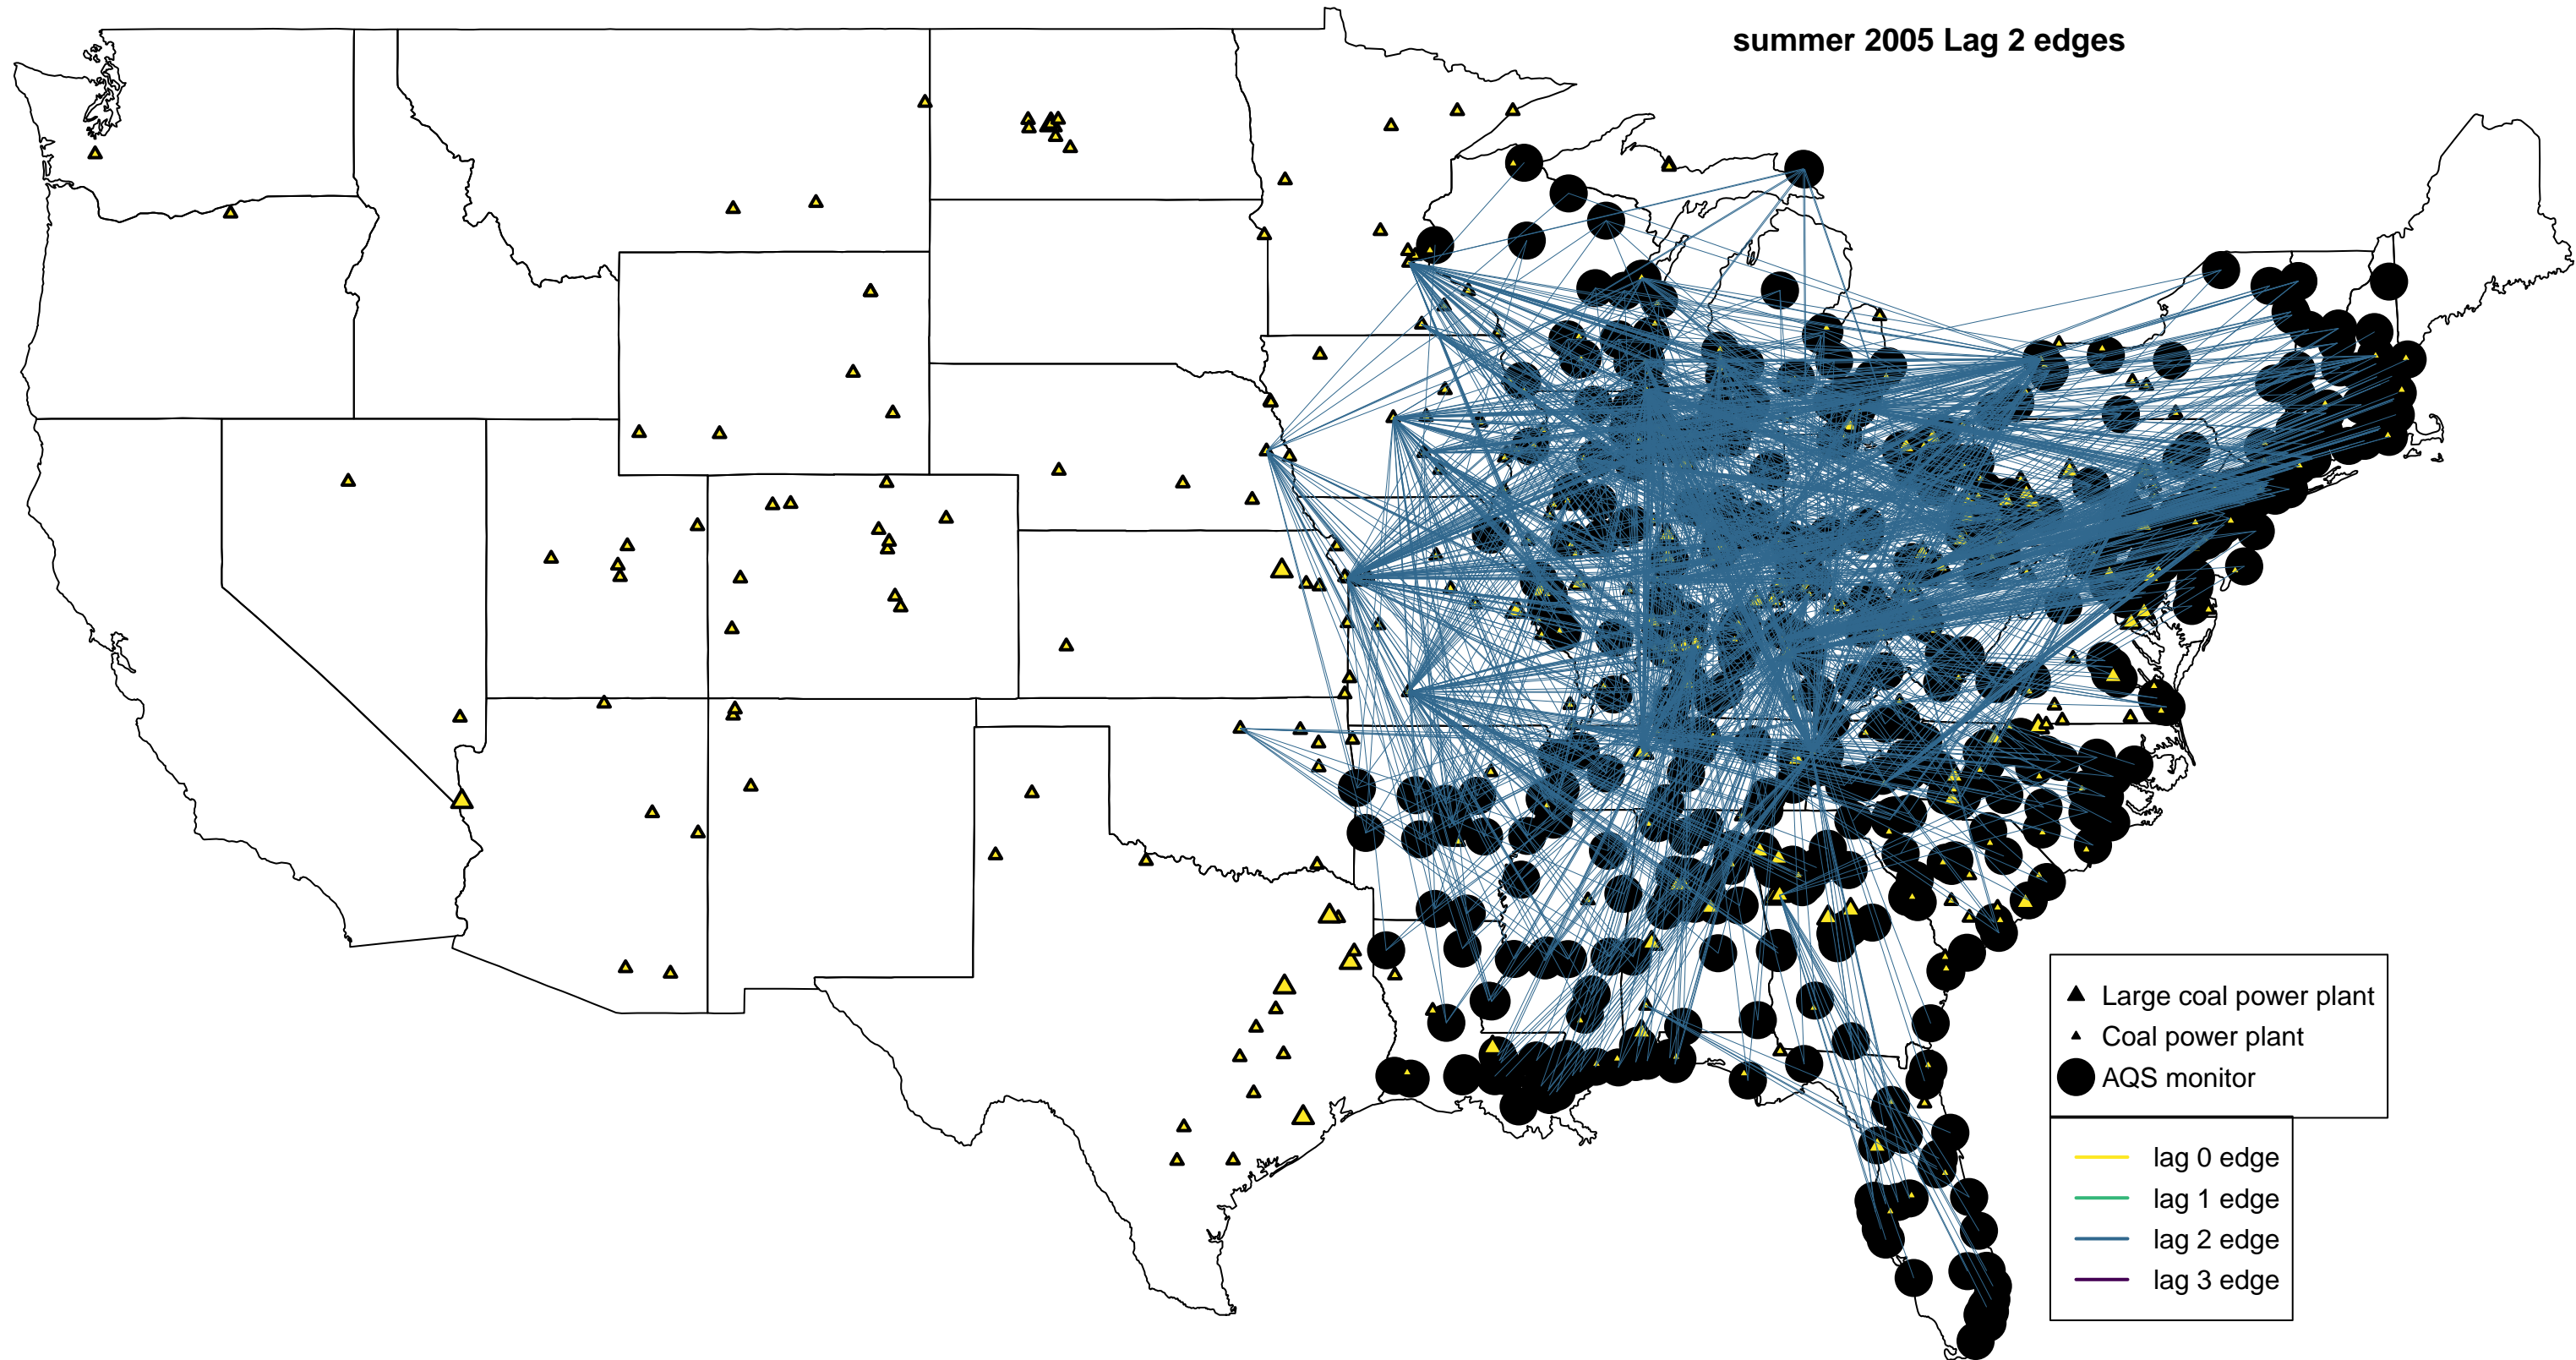 summer 2005 Lag 2 edges
Large coal power plant
Coal power plant
AQS monitor
lag 0 edge
lag 1 edge
lag 2 edge
lag 3 edge